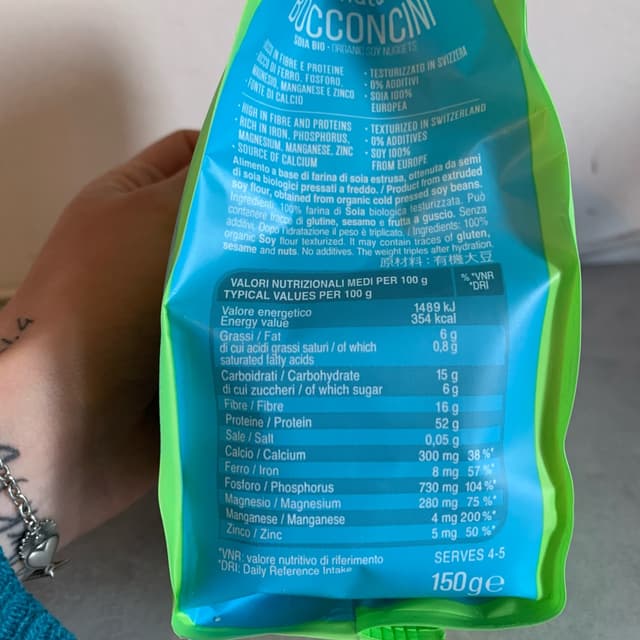 BOCCONCINI
SOIA BIO - ORGANIC SOY NUGGETS
IN FIBRE E PROTEINE
DI FERRO, FOSFORO,
MAGNESIO, MANGANESE E ZINCO
· FONTE DI CALCIO
· TESTURIZZATO IN SVIZZERA
· 0% ADDITIVI
· SOIA 100%
EUROPEA
· HIGH IN FIBRE AND PROTEINS
· RICH IN IRON, PHOSPHORUS,
MAGNESIUM, MANGANESE, ZINC
· SOURCE OF CALCIUM
· TEXTURIZED IN SWITZERLAND
· 0% ADDITIVES
· SOY 100%
FROM EUROPE
Alimento a base di farina di soia estrusa, ottenuta da semi
di soia biologici pressati a freddo. / Product from extruded
soy flour, obtained from organic cold pressed soy beans.
Ingredienti: 100% farina di Soia biologica testurizzata. Può
contenere tracce di glutine, sesamo e frutta a guscio. Senza
additivi. Dopo l'idratazione il peso è triplicato. / Ingredients: 100%
organic Soy flour texturized. It may contain traces of gluten,
sesame and nuts. No additives. The weight triples after hydration.
原材料：有機大豆
VALORI NUTRIZIONALI MEDI PER 100 g % *VNR
TYPICAL VALUES PER 100 g *DRI
Valore energetico 1489 kJ
Energy value 354 kcal
Grassi / Fat 6 g
di cui acidi grassi saturi / of which 0,8 g
saturated fatty acids
Carboidrati / Carbohydrate 15 g
di cui zuccheri / of which sugar 6 g
Fibre / Fibre 16 g
Proteine / Protein 52 g
Sale / Salt 0,05 g
Calcio / Calcium 300 mg 38 %*
Ferro / Iron 8 mg 57 %*
Fosforo / Phosphorus 730 mg 104 %*
Magnesio / Magnesium 280 mg 75 %*
Manganese / Manganese 4 mg 200 %*
Zinco / Zinc 5 mg 50 %*
*VNR: valore nutritivo di riferimento
*DRI: Daily Reference Intake
SERVES 4-5
150g℮